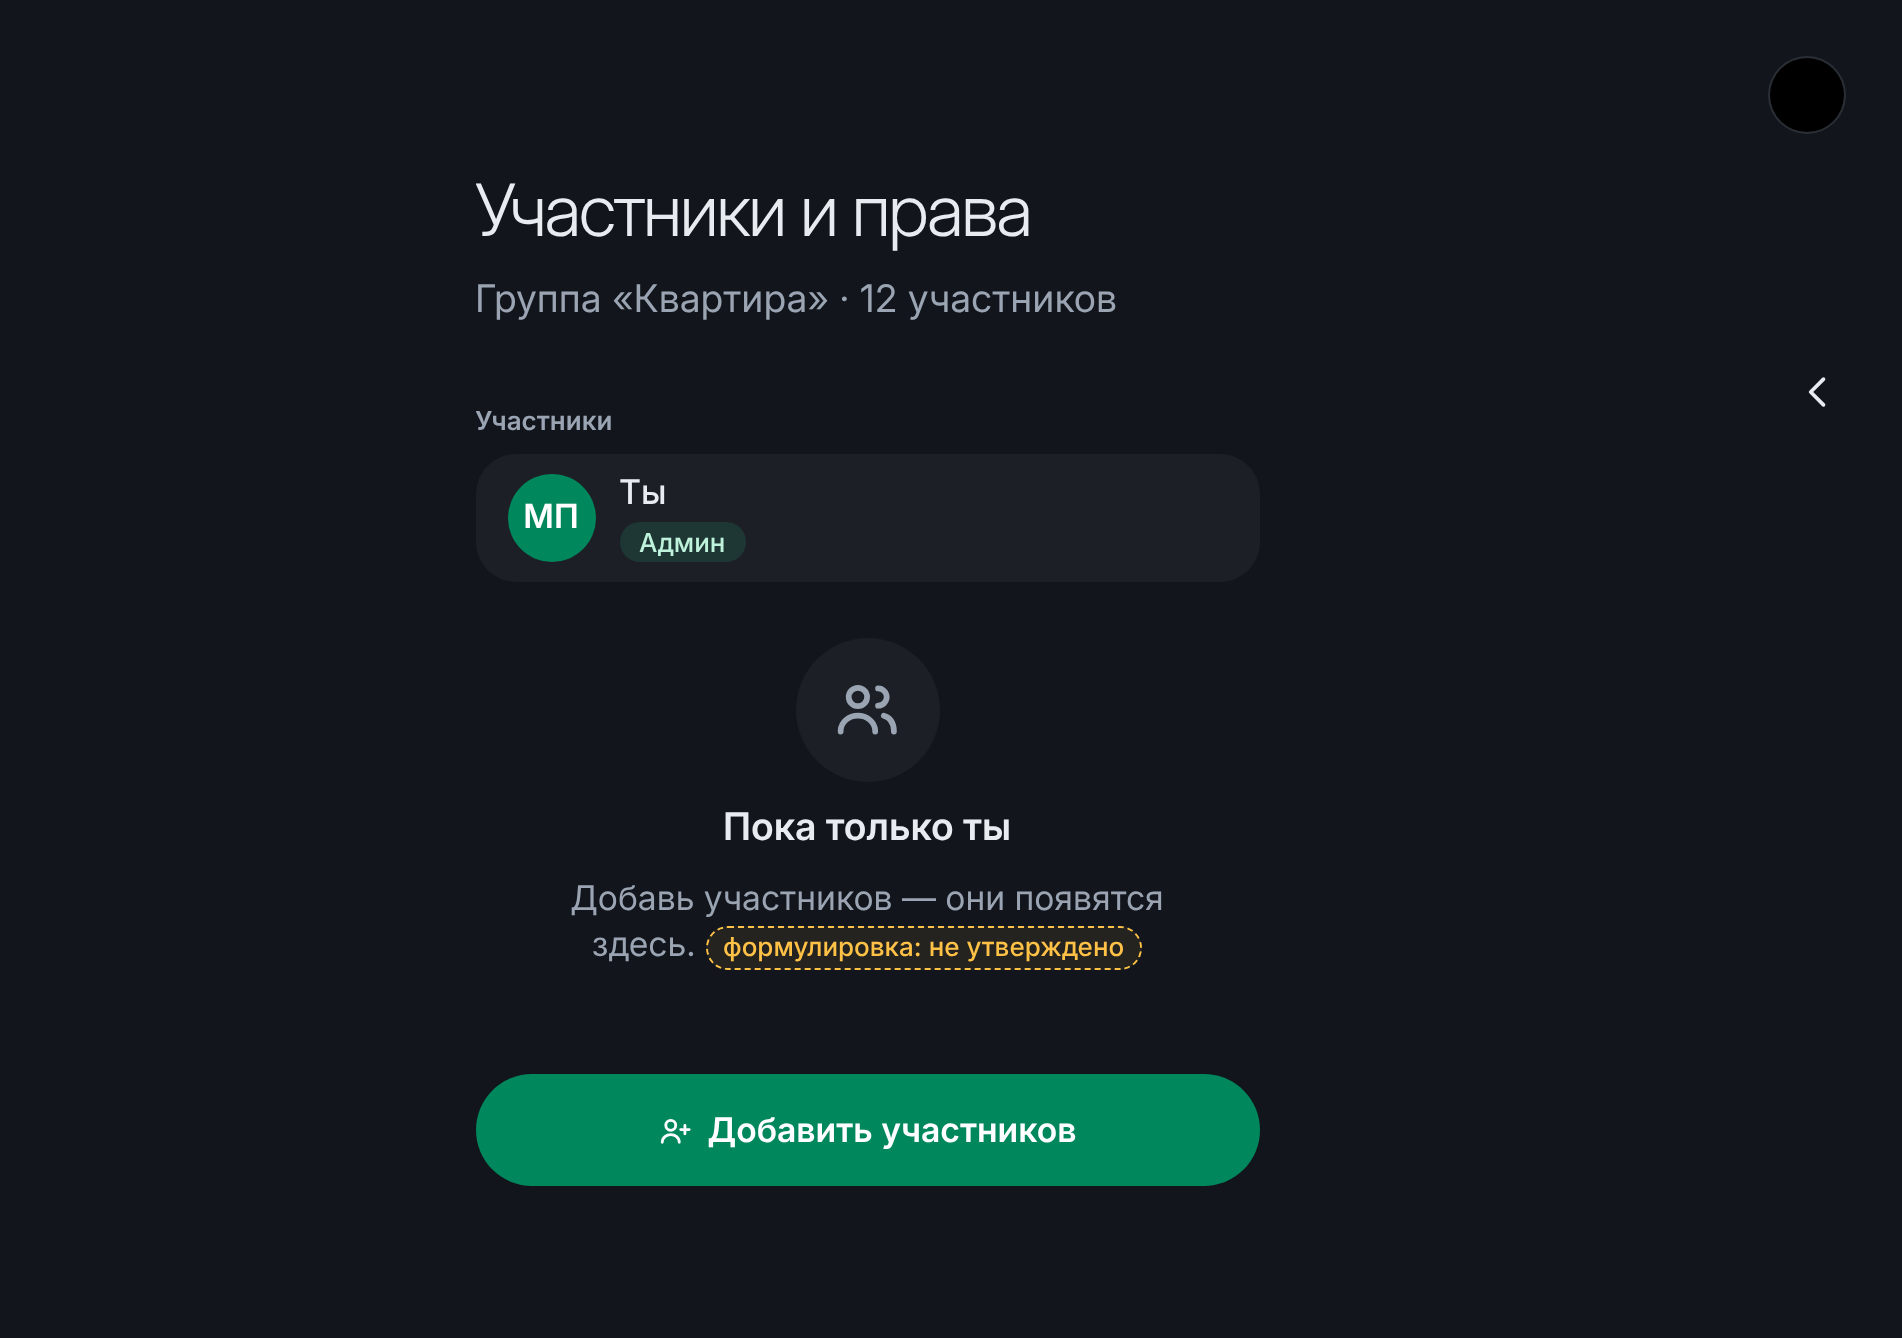 Участники и права
Группа «Квартира» · 12 участников
Участники
МП
Ты
Админ
Пока только ты
Добавь участников — они появятся
здесь. формулировка: не утверждено
Добавить участников